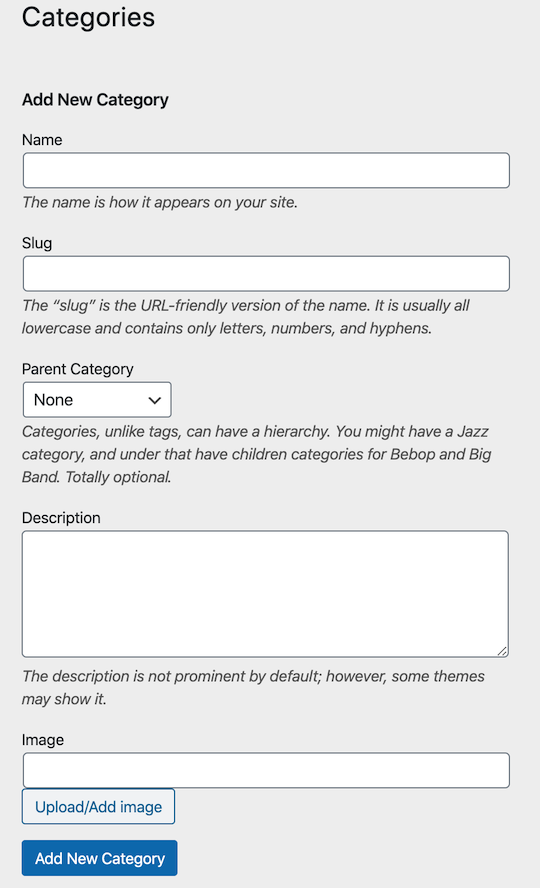 Categories
Add New Category
Name
The name is how it appears on your site.
Slug
The “slug” is the URL-friendly version of the name. It is usually all
lowercase and contains only letters, numbers, and hyphens.
Parent Category
None
Categories, unlike tags, can have a hierarchy. You might have a Jazz
category, and under that have children categories for Bebop and Big
Band. Totally optional.
Description
The description is not prominent by default; however, some themes
may show it.
Image
Upload/Add image
Add New Category